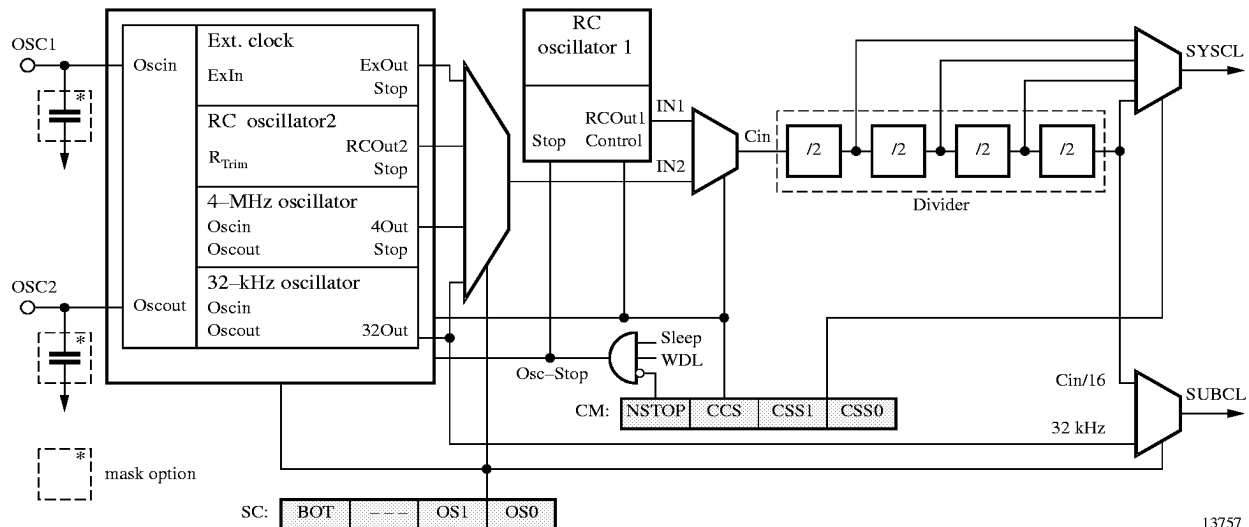 OSC1
Oscin
Ext. clock
ExIn
ExOut
Stop
RC oscillator2
RTrim
RCOut2
Stop
4–MHz oscillator
Oscin
Oscout
4Out
Stop
OSC2
Oscout
32–kHz oscillator
Oscin
Oscout
32Out
*
*
*
mask option
RC
oscillator 1
RCOut1
Stop
Control
IN1
IN2
Cin
/2
/2
/2
/2
Divider
SYSCL
Sleep
WDL
Osc–Stop
CM:
NSTOP
CCS
CSS1
CSS0
Cin/16
32 kHz
SUBCL
SC:
BOT
– – –
OS1
OS0
13757